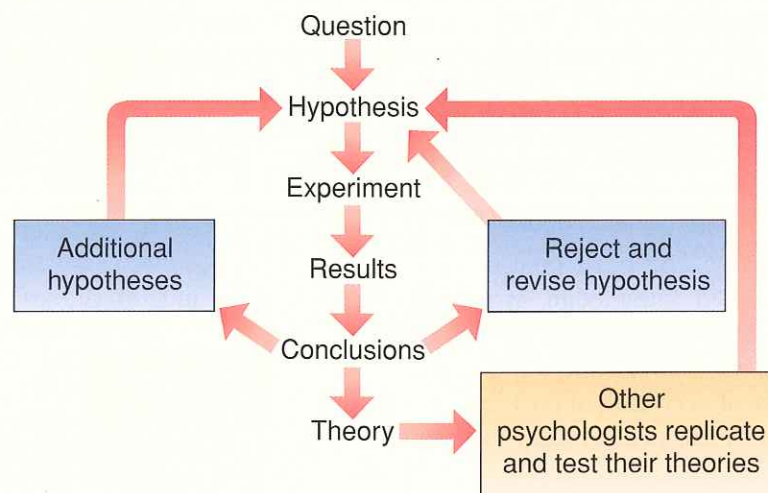 Question
Hypothesis
Experiment
Additional
hypotheses
Reject and
revise hypothesis
Results
Conclusions
Theory
Other
psychologists replicate
and test their theories